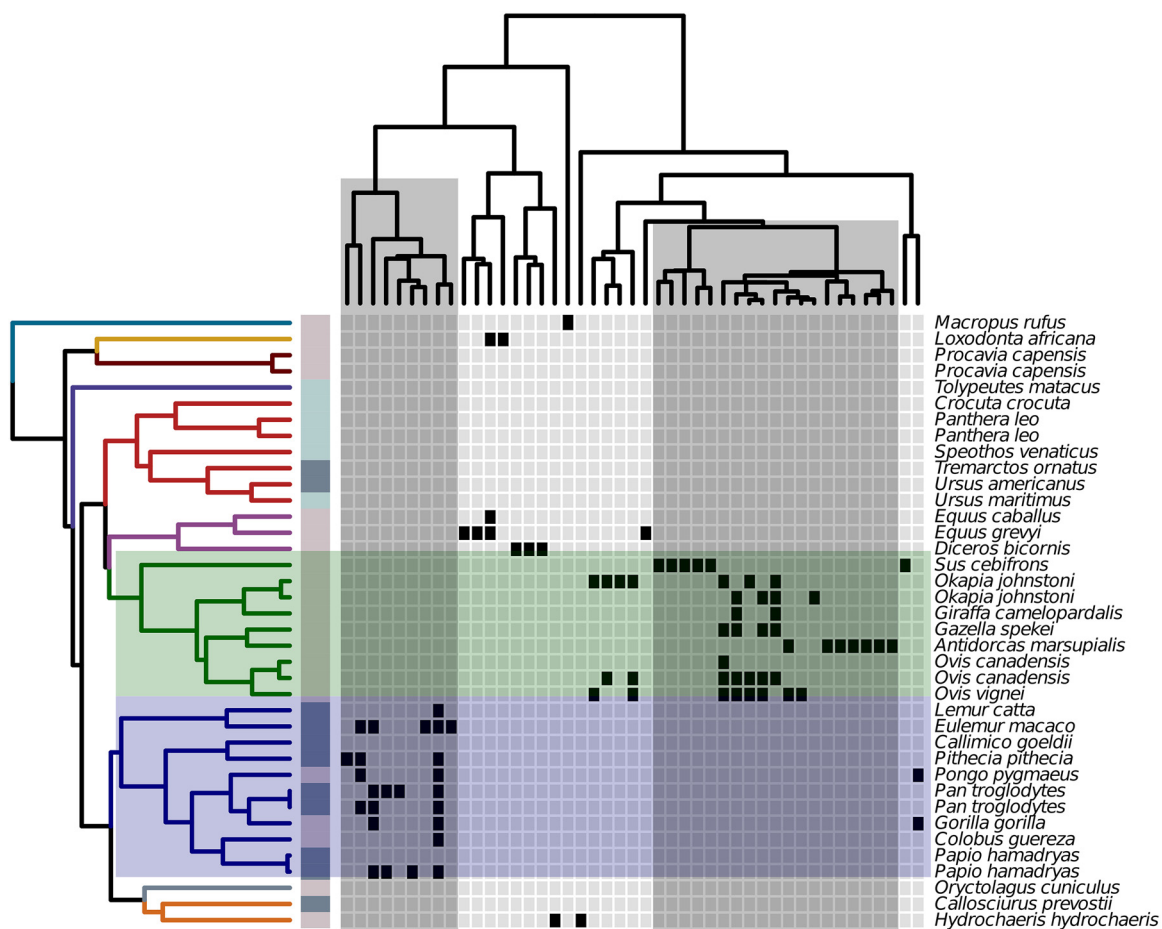 Macropus rufus
Loxodonta africana
Procavia capensis
Procavia capensis
Tolypeutes matacus
Crocuta crocuta
Panthera leo
Panthera leo
Speothos venaticus
Tremarctos ornatus
Ursus americanus
Ursus maritimus
Equus caballus
Equus grevyi
Diceros bicornis
Sus cebifrons
Okapia johnstoni
Okapia johnstoni
Giraffa camelopardalis
Gazella spekei
Antidorcas marsupialis
Ovis canadensis
Ovis canadensis
Ovis vignei
Lemur catta
Eulemur macaco
Callimico goeldii
Pithecia pithecia
Pongo pygmaeus
Pan troglodytes
Pan troglodytes
Gorilla gorilla
Colobus guereza
Papio hamadryas
Papio hamadryas
Oryctolagus cuniculus
Callosciurus prevostii
Hydrochaeris hydrochaeris